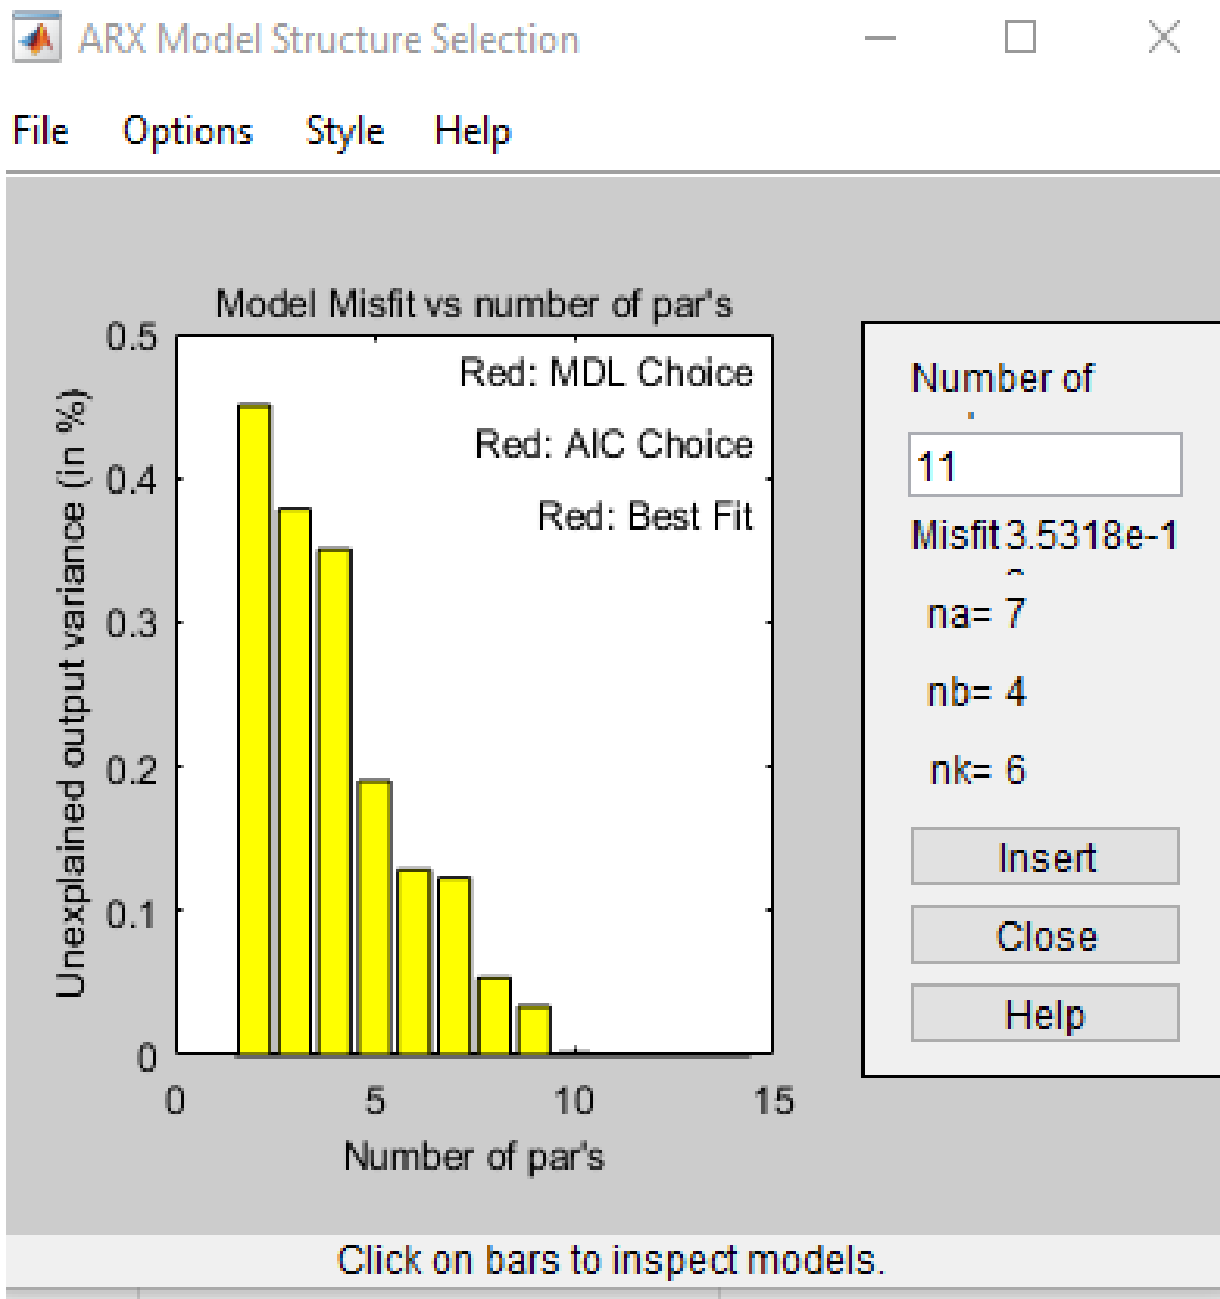 ARX Model Structure Selection
File Options Style Help
Model Misfit vs number of par's
Red: MDL Choice
Red: AIC Choice
Red: Best Fit
0.5
0.4
0.3
0.2
0.1
0
Unexplained output variance (in %)
0 5 10 15
Number of par's
Number of
11
Misfit 3.5318e-1
na= 7
nb= 4
nk= 6
Insert
Close
Help
Click on bars to inspect models.